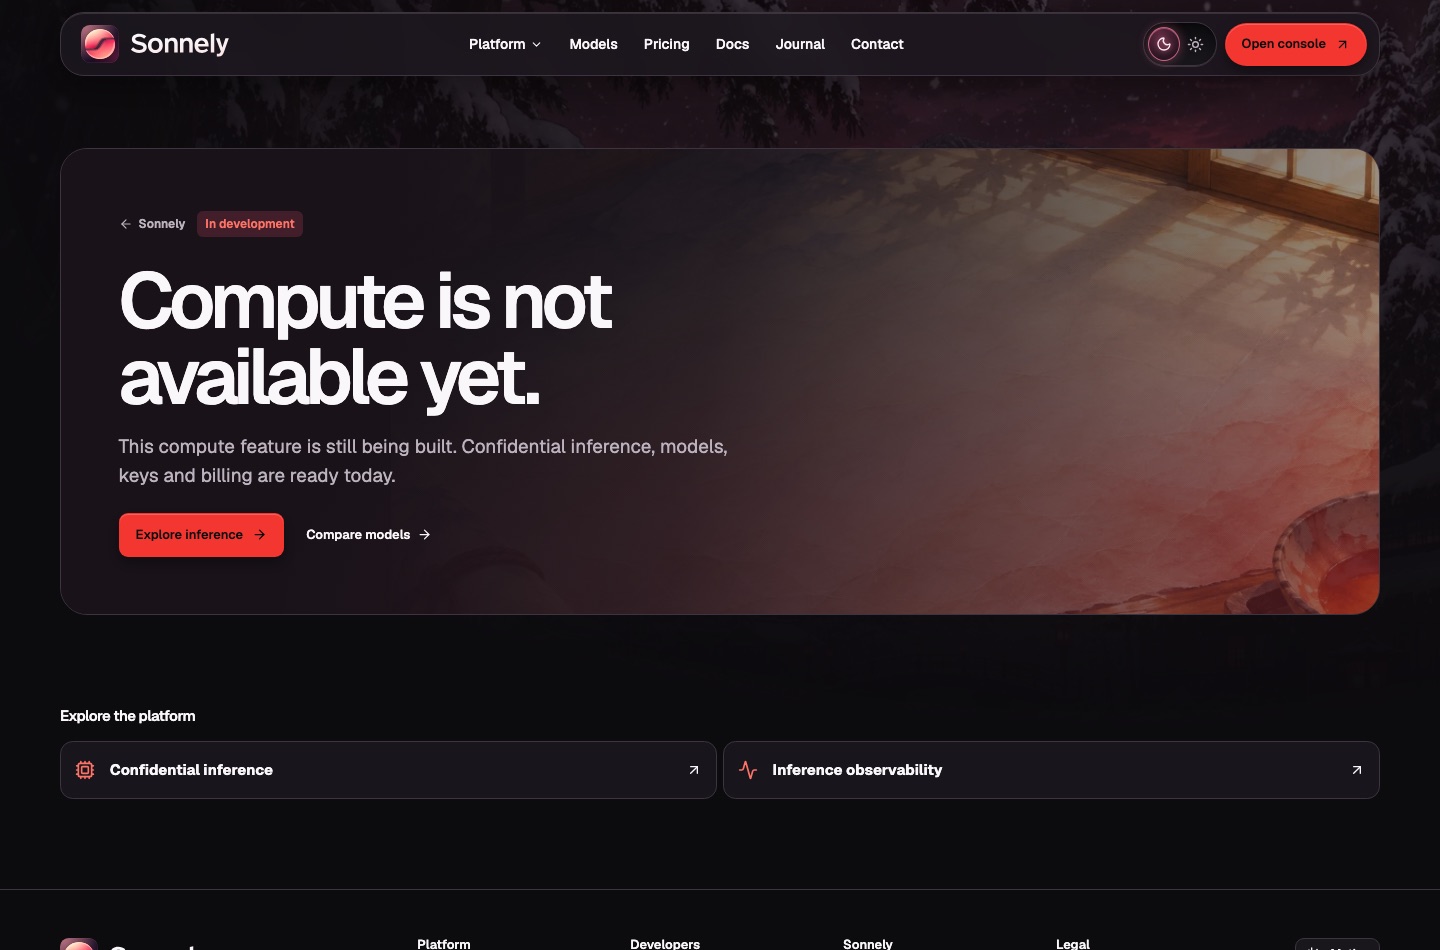 Sonnely
Platform
Models
Pricing
Docs
Journal
Contact
Open console
Sonnely
In development
Compute is not
available yet.
This compute feature is still being built. Confidential inference, models,
keys and billing are ready today.
Explore inference
Compare models
Explore the platform
Confidential inference
Inference observability
Platform
Developers
Sonnely
Legal